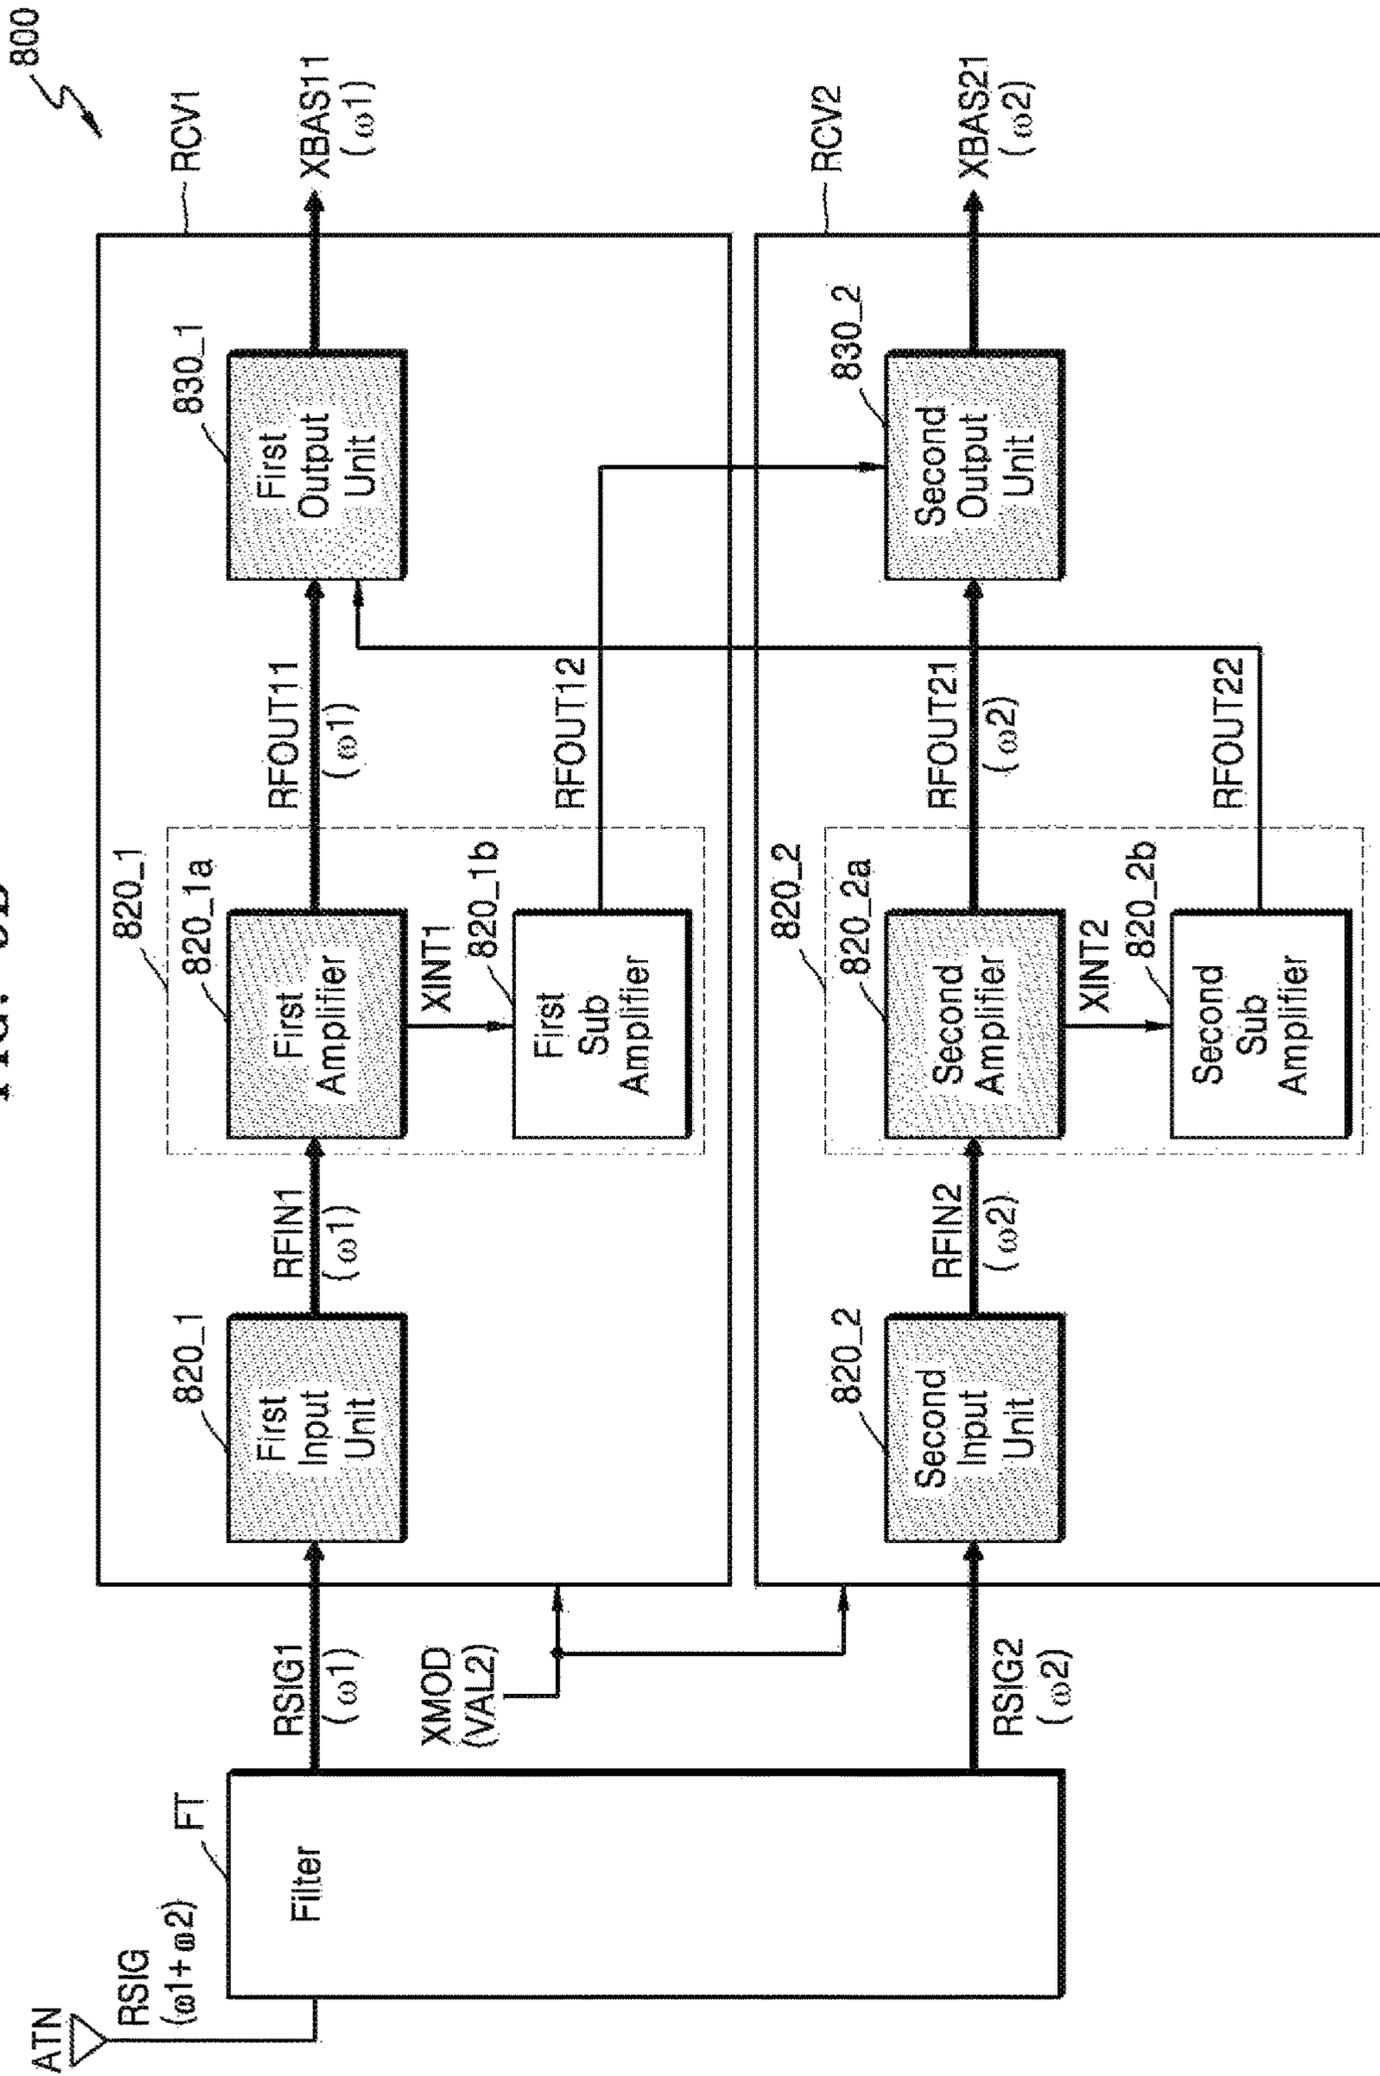 800
ATN
RSIG
(ω1+ω2)
FT
Filter
RSIG1
(ω1)
XMOD
(VAL2)
RSIG2
(ω2)
RCV1
820_1
First
Input
Unit
RFIN1
(ω1)
820_1
820_1a
First
Amplifier
XINT1
820_1b
First
Sub
Amplifier
RFOUT11
(ω1)
RFOUT12
830_1
First
Output
Unit
XBAS11
(ω1)
RCV2
820_2
Second
Input
Unit
RFIN2
(ω2)
820_2
820_2a
Second
Amplifier
XINT2
820_2b
Second
Sub
Amplifier
RFOUT21
(ω2)
RFOUT22
830_2
Second
Output
Unit
XBAS21
(ω2)